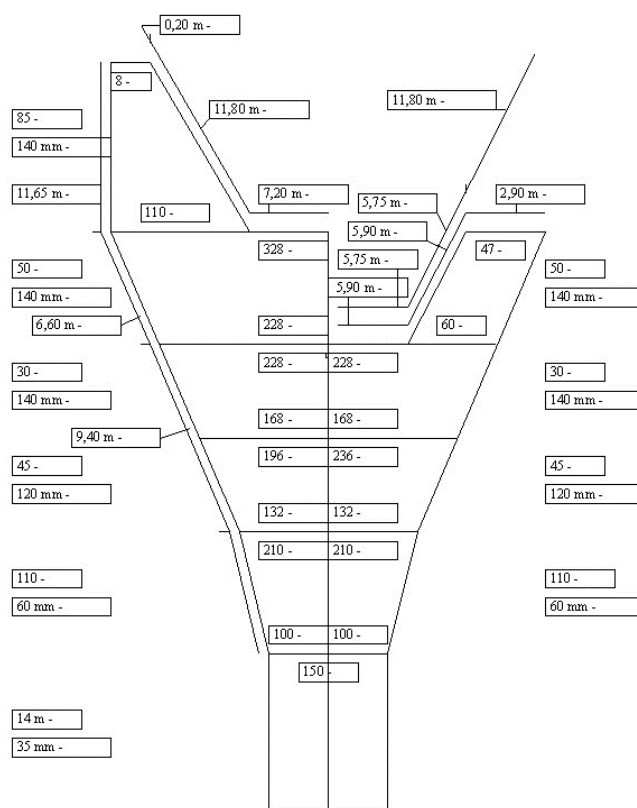 0,20 m -
8 -
85 -
11,80 m -
11,80 m -
140 mm -
11,65 m -
7,20 m -
5,75 m -
2,90 m -
110 -
5,90 m -
328 -
5,75 m -
47 -
50 -
50 -
5,90 m -
140 mm -
140 mm -
6,60 m -
228 -
60 -
228 -
228 -
30 -
30 -
140 mm -
140 mm -
168 -
168 -
9,40 m -
196 -
236 -
45 -
45 -
120 mm -
120 mm -
132 -
132 -
210 -
210 -
110 -
110 -
60 mm -
60 mm -
100 -
100 -
150 -
14 m -
35 mm -